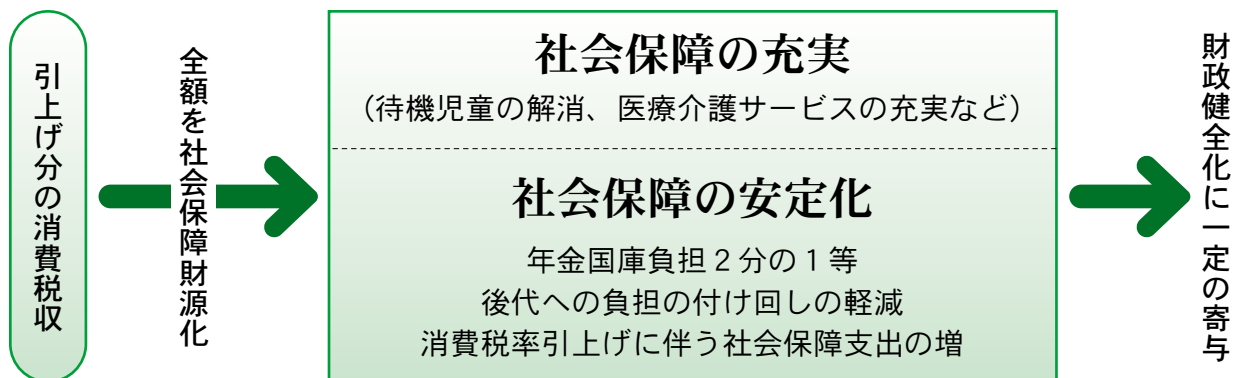 引上げ分の消費税収
全額を社会保障財源化
社会保障の充実
（待機児童の解消、医療介護サービスの充実など）
社会保障の安定化
年金国庫負担２分の１等
後代への負担の付け回しの軽減
消費税率引上げに伴う社会保障支出の増
財政健全化に一定の寄与